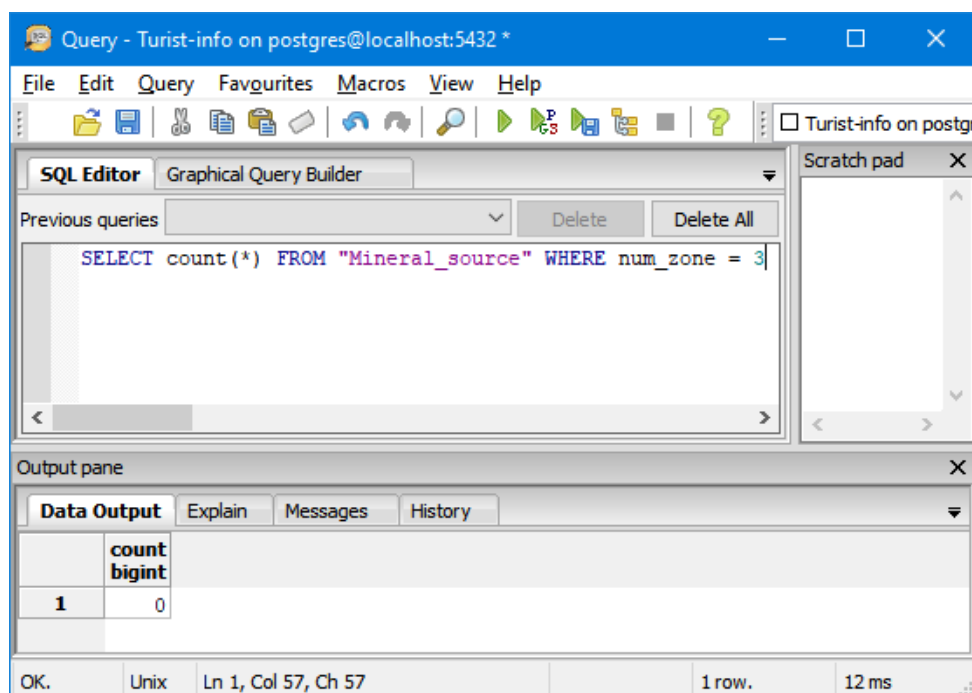 Query - Turist-info on postgres@localhost:5432 *
File Edit Query Favourites Macros View Help
Turist-info on postgr
SQL Editor Graphical Query Builder
Scratch pad
Previous queries Delete Delete All
SELECT count(*) FROM "Mineral_source" WHERE num_zone = 3
Output pane
Data Output Explain Messages History
count
bigint
1 0
OK. Unix Ln 1, Col 57, Ch 57 1 row. 12 ms